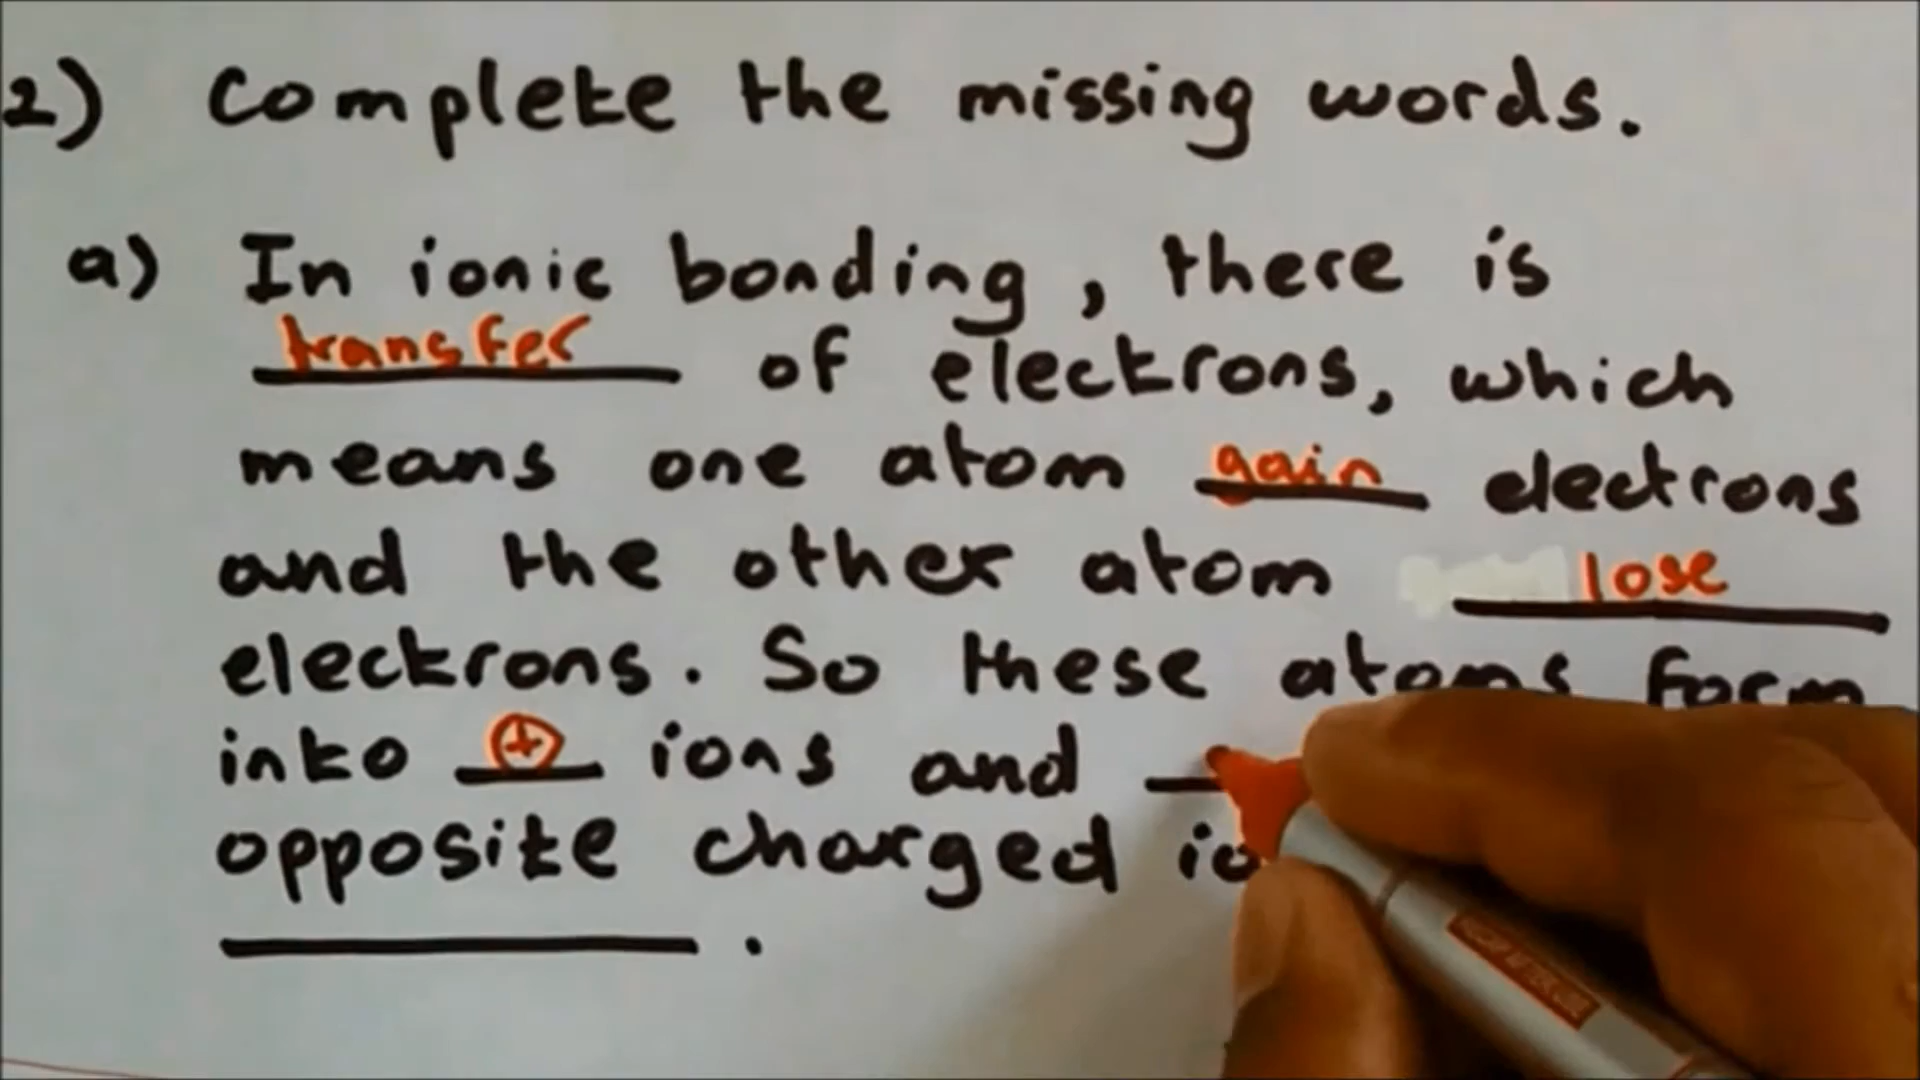 2) Complete the missing words.
a) In ionic bonding, there is
transfer of electrons, which
means one atom gain electrons
and the other atom lose
electrons. So these atoms form
into + ions and
opposite charged
.